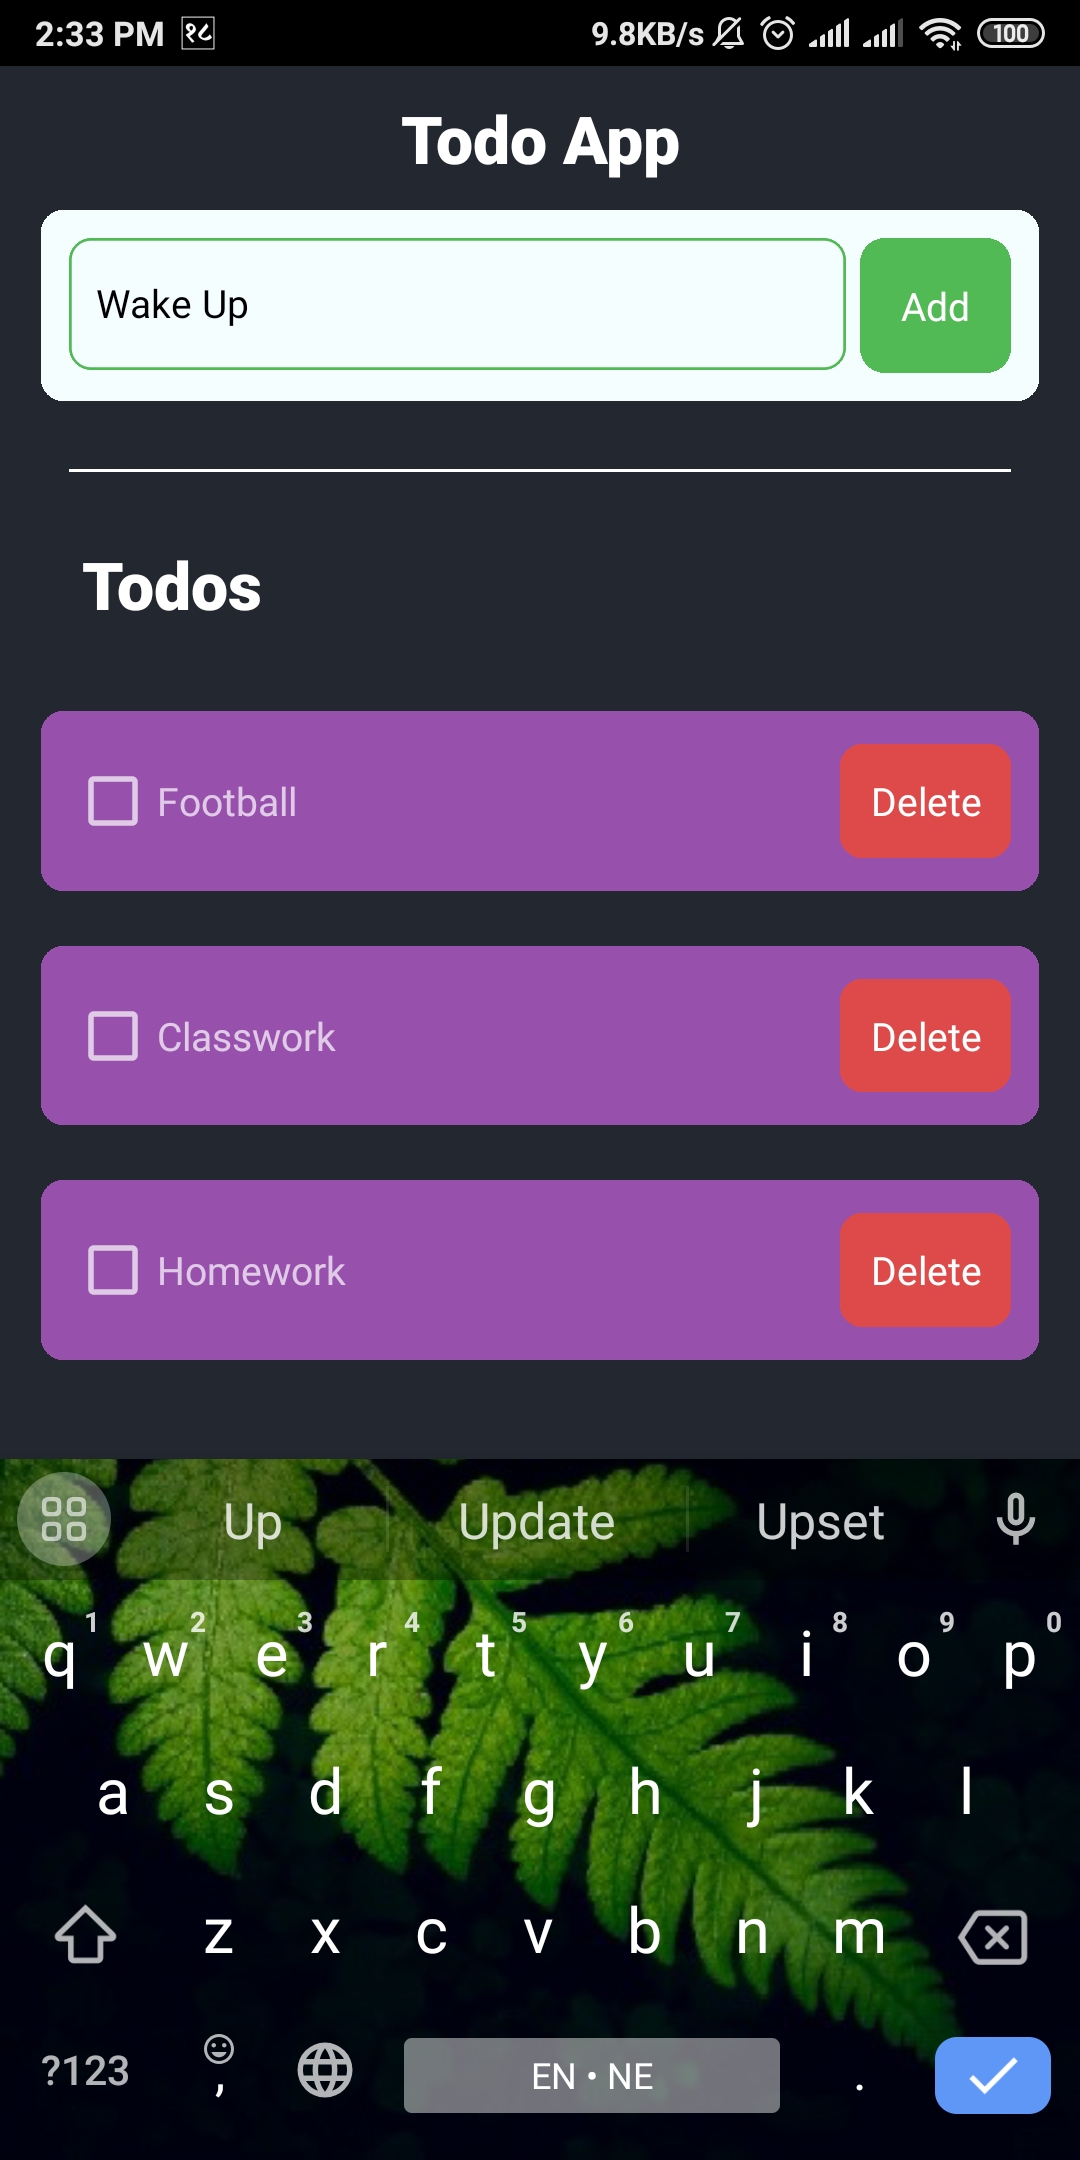 2:33 PM १८ 9.8KB/s 100
Todo App
Wake Up Add
Todos
Football Delete
Classwork Delete
Homework Delete
Up Update Upset
1 2 3 4 5 6 7 8 9 0
q w e r t y u i o p
a s d f g h j k l
z x c v b n m
?123 , EN • NE .